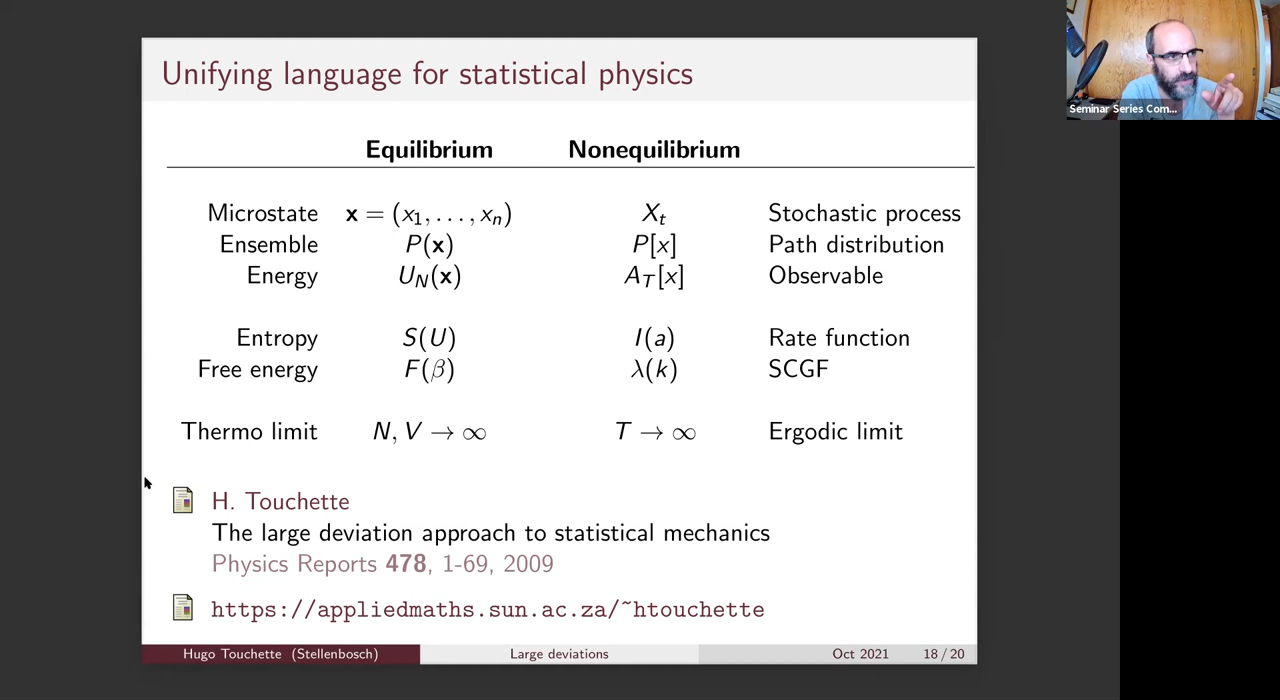 Unifying language for statistical physics
Seminar Series Com...
Equilibrium Nonequilibrium
Microstate x = (x₁, . . . , xₙ) Xₜ Stochastic process
Ensemble P(x) P[x] Path distribution
Energy U_N(x) A_T[x] Observable
Entropy S(U) I(a) Rate function
Free energy F(β) λ(k) SCGF
Thermo limit N, V → ∞ T → ∞ Ergodic limit
H. Touchette
The large deviation approach to statistical mechanics
Physics Reports 478, 1-69, 2009
https://appliedmaths.sun.ac.za/~htouchette
Hugo Touchette (Stellenbosch) Large deviations Oct 2021 18 / 20